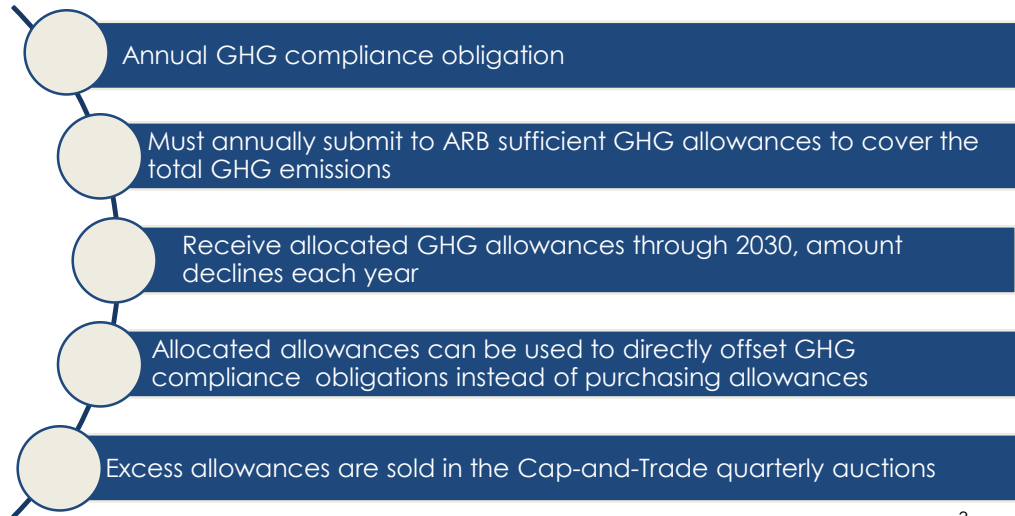 Annual GHG compliance obligation
Must annually submit to ARB sufficient GHG allowances to cover the
total GHG emissions
Receive allocated GHG allowances through 2030, amount
declines each year
Allocated allowances can be used to directly offset GHG
compliance  obligations instead of purchasing allowances
Excess allowances are sold in the Cap-and-Trade quarterly auctions